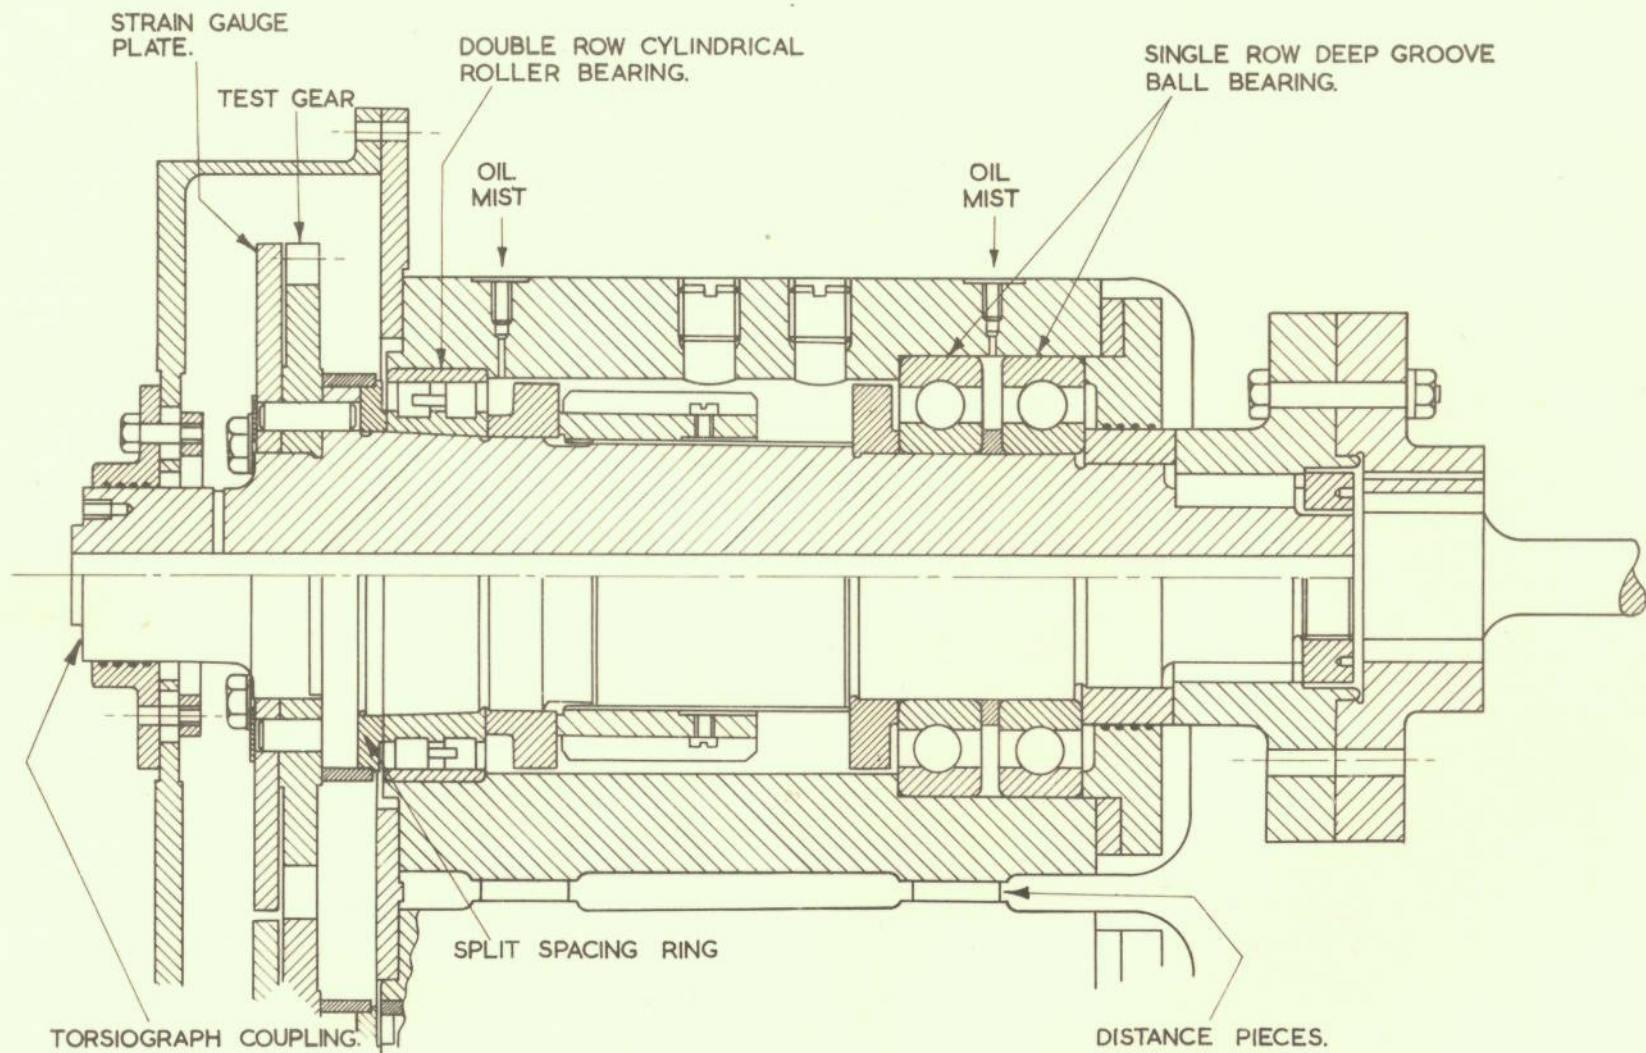 STRAIN GAUGE
PLATE.
TEST GEAR
DOUBLE ROW CYLINDRICAL
ROLLER BEARING.
SINGLE ROW DEEP GROOVE
BALL BEARING.
OIL
MIST
OIL
MIST
SPLIT SPACING RING
TORSIOGRAPH COUPLING.
DISTANCE PIECES.